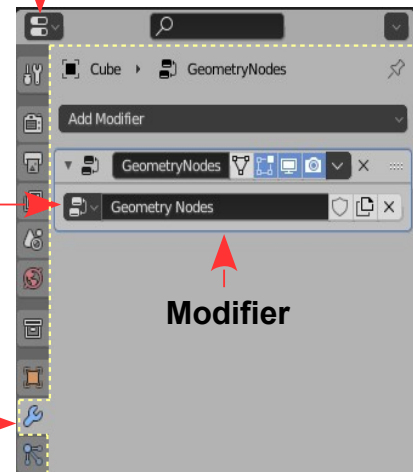 Cube GeometryNodes
Add Modifier
GeometryNodes
Geometry Nodes
Modifier